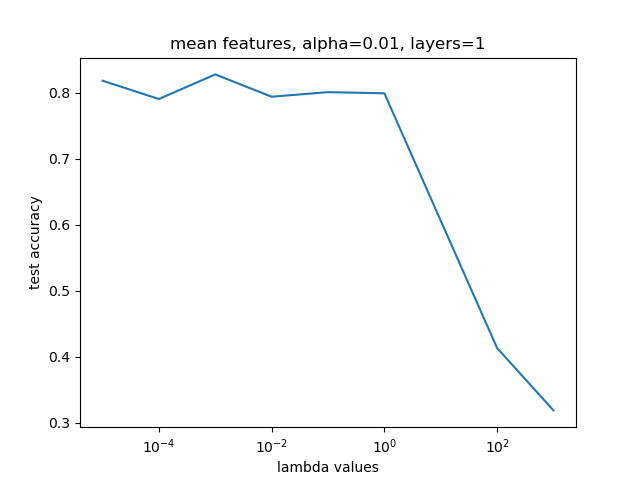 mean features, alpha=0.01, layers=1
0.8
0.7
0.6
0.5
0.4
0.3
test accuracy
10⁻⁴ 10⁻² 10⁰ 10²
lambda values